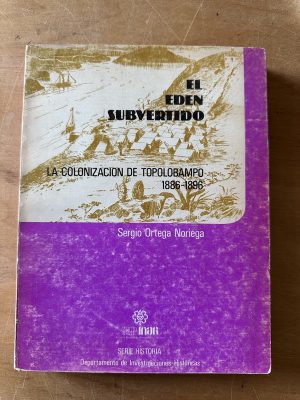 EL
EDEN
SUBVERTIDO
LA COLONIZACION DE TOPOLOBAMPO
1886-1896
Sergio Ortega Noriega
SEP inah
SERIE HISTORIA
Departamento de Investigaciones Históricas